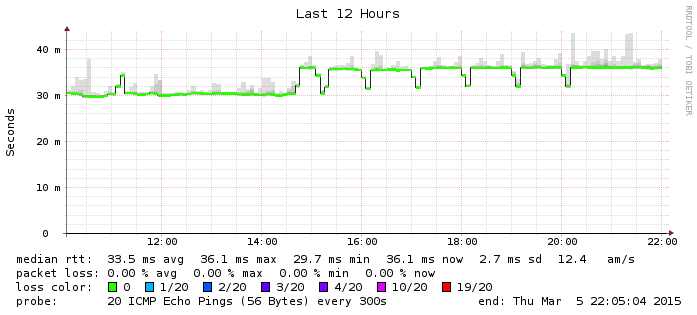 Last 12 Hours
RRDTOOL / TOBI OETIKER
Seconds
40 m
30 m
20 m
10 m
0
12:00 14:00 16:00 18:00 20:00 22:00
median rtt: 33.5 ms avg 36.1 ms max 29.7 ms min 36.1 ms now 2.7 ms sd 12.4 am/s
packet loss: 0.00 % avg 0.00 % max 0.00 % min 0.00 % now
loss color: 0 1/20 2/20 3/20 4/20 10/20 19/20
probe: 20 ICMP Echo Pings (56 Bytes) every 300s end: Thu Mar 5 22:05:04 2015